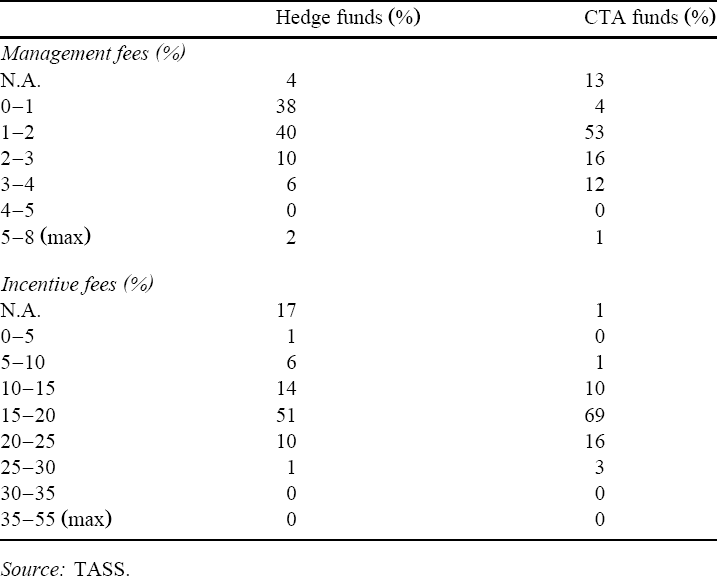 Hedge funds (%) CTA funds (%)
Management fees (%)
N.A. 4 13
0–1 38 4
1–2 40 53
2–3 10 16
3–4 6 12
4–5 0 0
5–8 (max) 2 1
Incentive fees (%)
N.A. 17 1
0–5 1 0
5–10 6 1
10–15 14 10
15–20 51 69
20–25 10 16
25–30 1 3
30–35 0 0
35–55 (max) 0 0
Source: TASS.